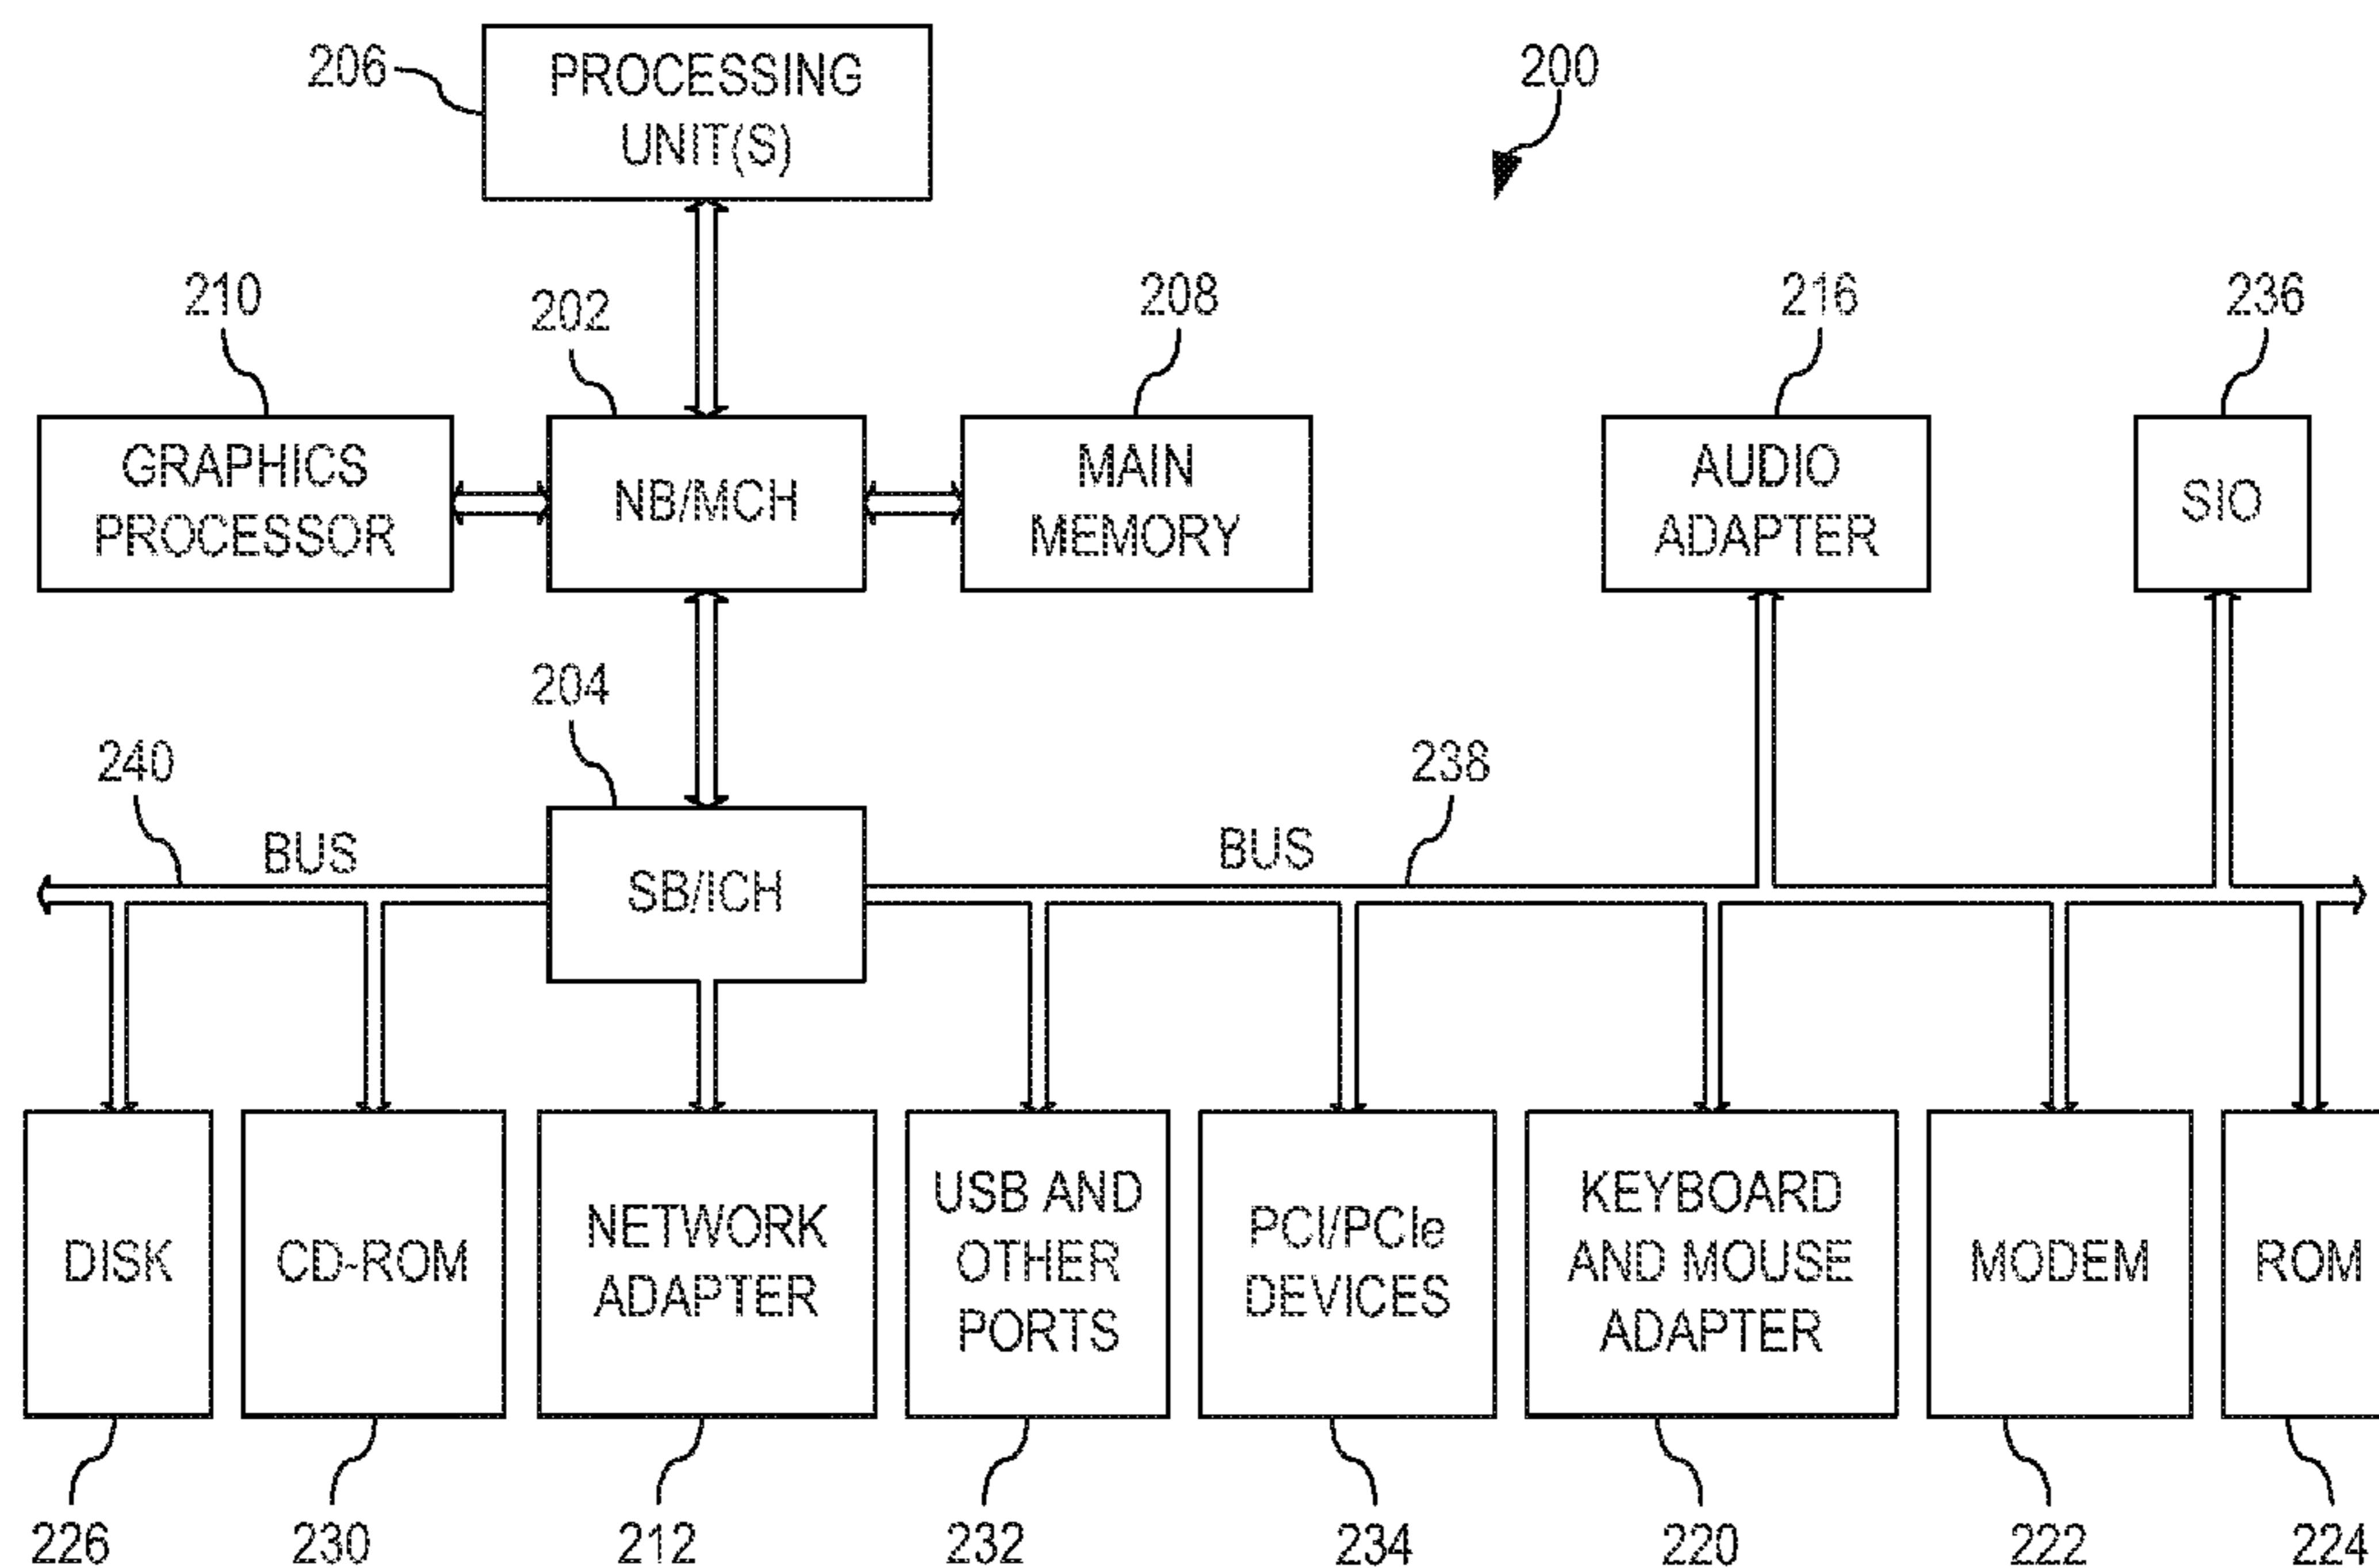 206
PROCESSING
UNIT(S)
200
210
202
208
216
236
GRAPHICS
PROCESSOR
NB/MCH
MAIN
MEMORY
AUDIO
ADAPTER
SIO
204
240
238
BUS
SB/ICH
BUS
DISK
CD-ROM
NETWORK
ADAPTER
USB AND
OTHER
PORTS
PCI/PCIe
DEVICES
KEYBOARD
AND MOUSE
ADAPTER
MODEM
ROM
226
230
212
232
234
220
222
224